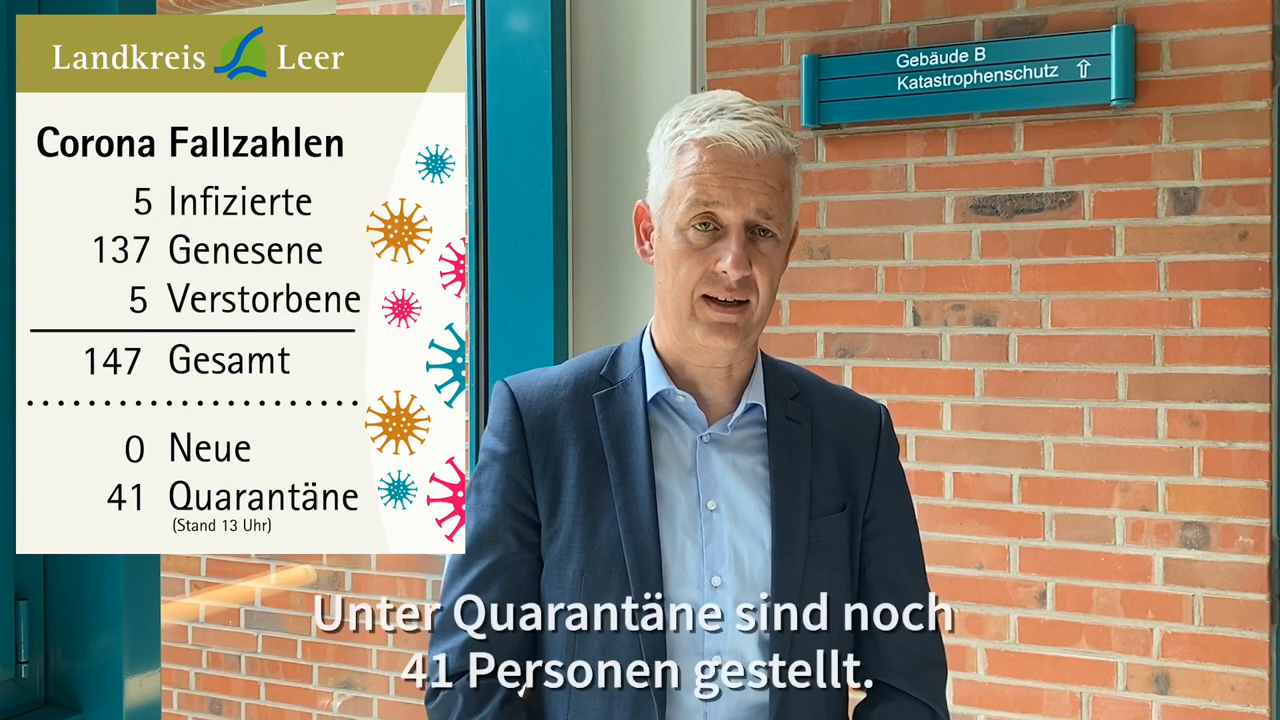 Landkreis Leer
Corona Fallzahlen
5 Infizierte
137 Genesene
5 Verstorbene
147 Gesamt
0 Neue
41 Quarantäne
(Stand 13 Uhr)
Gebäude B
Katastrophenschutz ⇧
Unter Quarantäne sind noch
41 Personen gestellt.